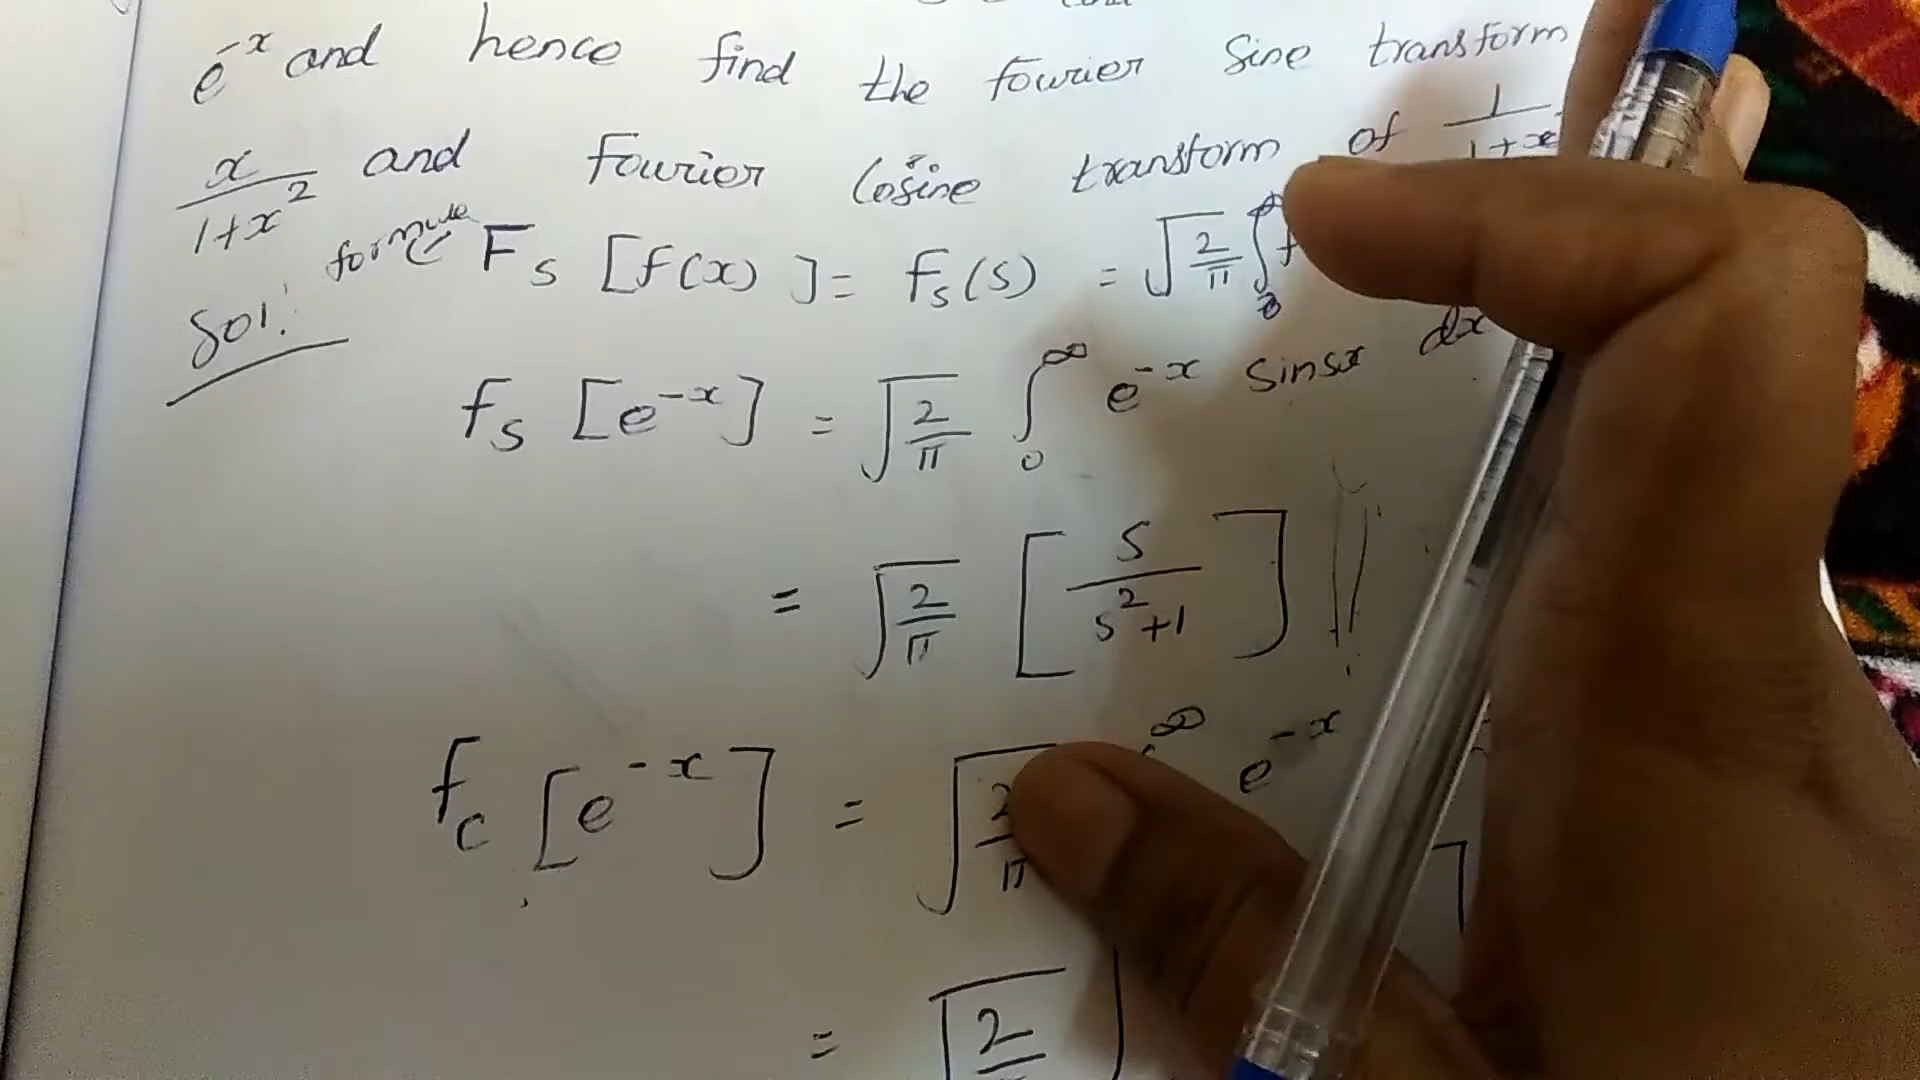 e^-x and hence find the fourier Sine transform
x/1+x^2 and Fourier Cosine transform of 1/1+x
formula F_s [f(x)] = f_s(s) = √2/π ∫
Sol:
f_s [e^-x] = √2/π ∫_0^∞ e^-x sinsx dx
= √2/π [s/s^2+1]
f_c [e^-x] = √2/π ∞ e^-x
= √2